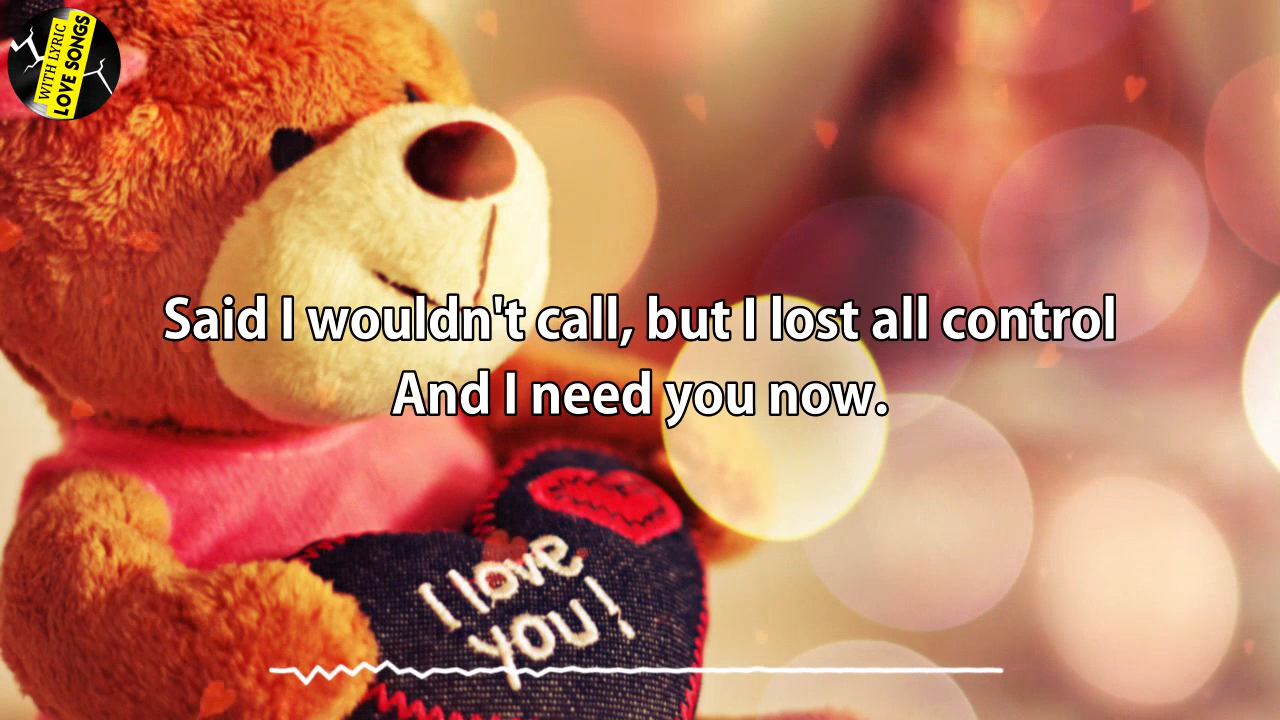 WITH LYRIC
LOVE SONGS
Said I wouldn't call, but I lost all control
And I need you now.
I love
you!